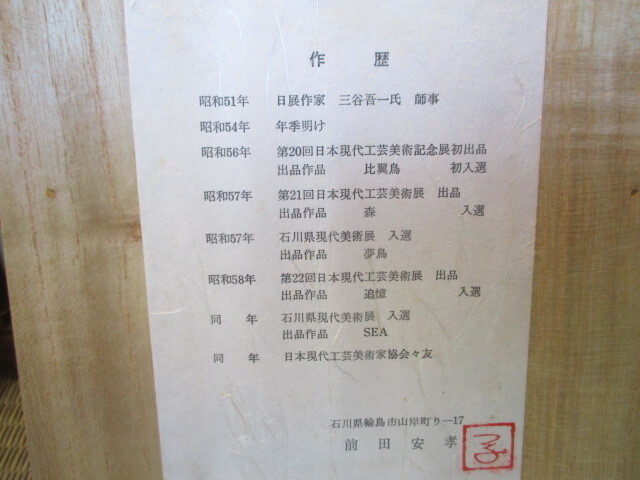 作歴
昭和51年 日展作家 三谷吾一氏 師事
昭和54年 年季明け
昭和56年 第20回日本現代工芸美術記念展初出品
出品作品 比翼鳥 初入選
昭和57年 第21回日本現代工芸美術展 出品
出品作品 森 入選
昭和57年 石川県現代美術展 入選
出品作品 夢鳥
昭和58年 第22回日本現代工芸美術展 出品
出品作品 追憶 入選
同年 石川県現代美術展 入選
出品作品 SEA
同年 日本現代工芸美術家協会々友
石川県輪島市山岸町り―17
前田安孝